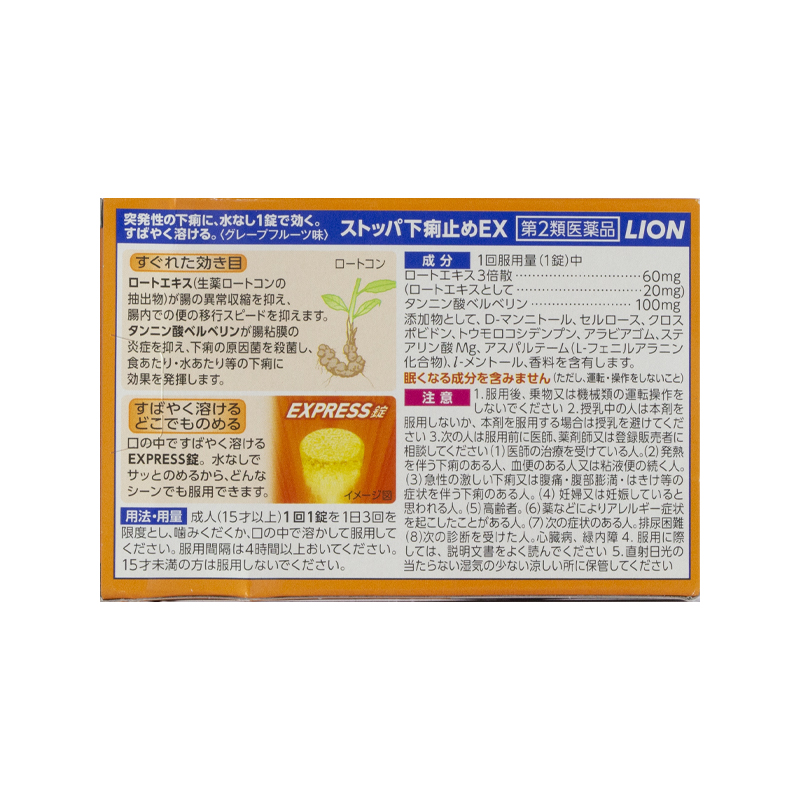 突発性の下痢に、水なし1錠で効く。
すばやく溶ける。〈グレープフルーツ味〉
ストッパ下痢止めEX 第2類医薬品 LION
すぐれた効き目
ロートコン
ロートエキス(生薬ロートコンの
抽出物)が腸の異常収縮を抑え、
腸内での便の移行スピードを抑えます。
タンニン酸ベルベリンが腸粘膜の
炎症を抑え、下痢の原因菌を殺菌し、
食あたり・水あたり等の下痢に
効果を発揮します。
すばやく溶ける
どこでものめる
口の中ですばやく溶ける
EXPRESS錠。水なしで
サッとのめるから、どんな
シーンでも服用できます。
EXPRESS錠
イメージ図
用法・用量 成人(15才以上)1回1錠を1日3回を
限度とし、噛みくだくか、口の中で溶かして服用して
ください。服用間隔は4時間以上おいてください。
15才未満の方は服用しないでください。
成分 1回服用量(1錠)中
ロートエキス3倍散……………………60mg
(ロートエキスとして……………………20mg)
タンニン酸ベルベリン…………………100mg
添加物として、D-マンニトール、セルロース、クロス
ポビドン、トウモロコシデンプン、アラビアゴム、ステ
アリン酸Mg、アスパルテーム(L-フェニルアラニン
化合物)、l-メントール、香料を含有します。
眠くなる成分を含みません(ただし、運転・操作をしないこと)
注意 1.服用後、乗物又は機械類の運転操作を
しないでください 2.授乳中の人は本剤を
服用しないか、本剤を服用する場合は授乳を避けてくだ
さい 3.次の人は服用前に医師、薬剤師又は登録販売者に
相談してください(1)医師の治療を受けている人。(2)発熱
を伴う下痢のある人、血便のある人又は粘液便の続く人。
(3)急性の激しい下痢又は腹痛・腹部膨満・はきけ等の
症状を伴う下痢のある人。(4)妊婦又は妊娠していると
思われる人。(5)高齢者。(6)薬などによりアレルギー症状
を起こしたことがある人。(7)次の症状のある人。排尿困難
(8)次の診断を受けた人。心臓病、緑内障 4.服用に際
しては、説明文書をよく読んでください 5.直射日光の
当たらない湿気の少ない涼しい所に保管してください